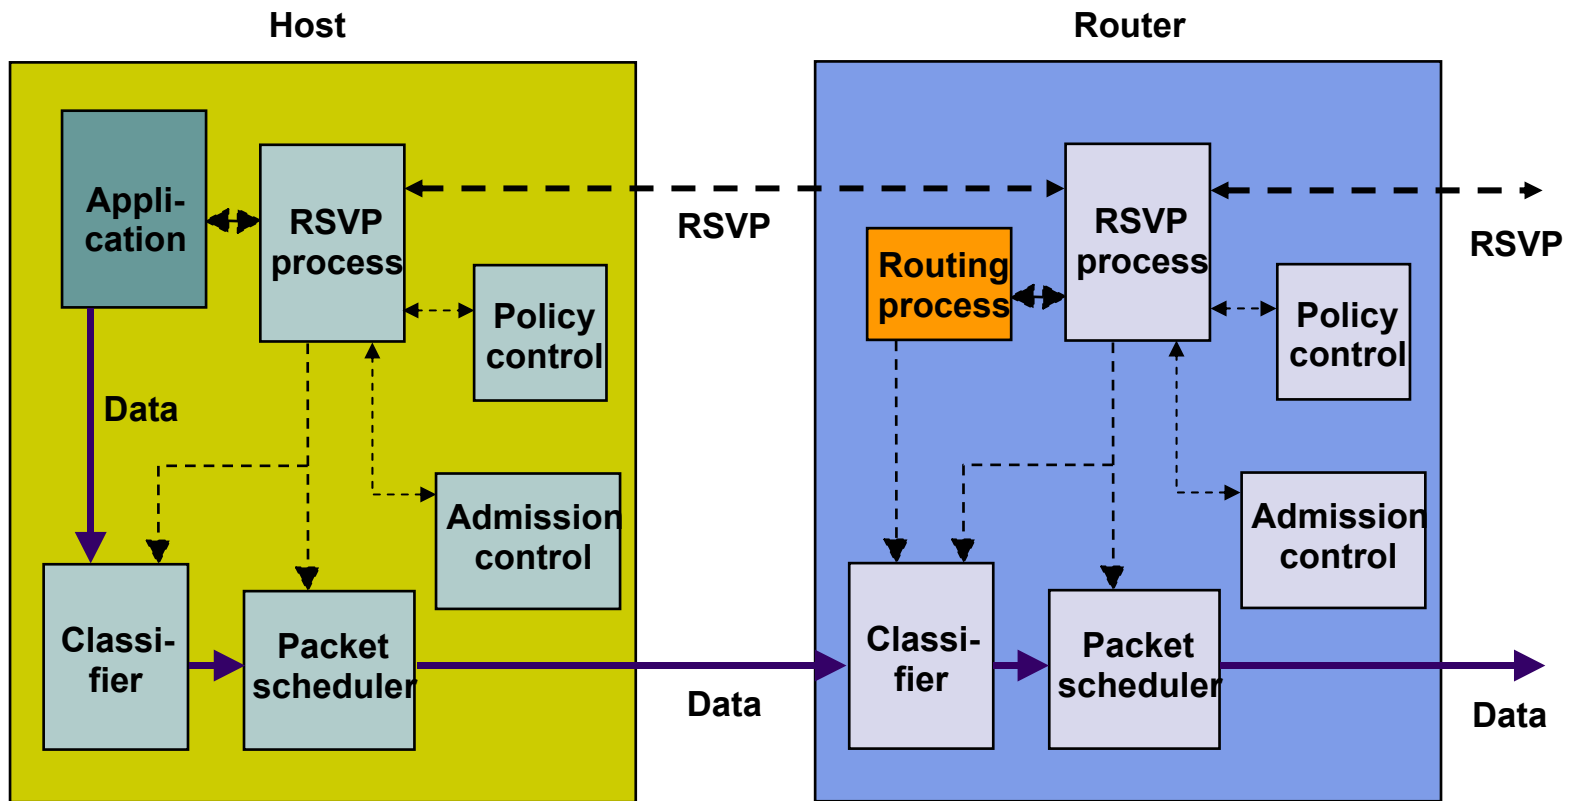 Host
Router
Appli-
cation
RSVP
process
RSVP
Policy
control
Data
Admission
control
Classi-
fier
Packet
scheduler
Data
Routing
process
RSVP
process
RSVP
Policy
control
Admission
control
Classi-
fier
Packet
scheduler
Data